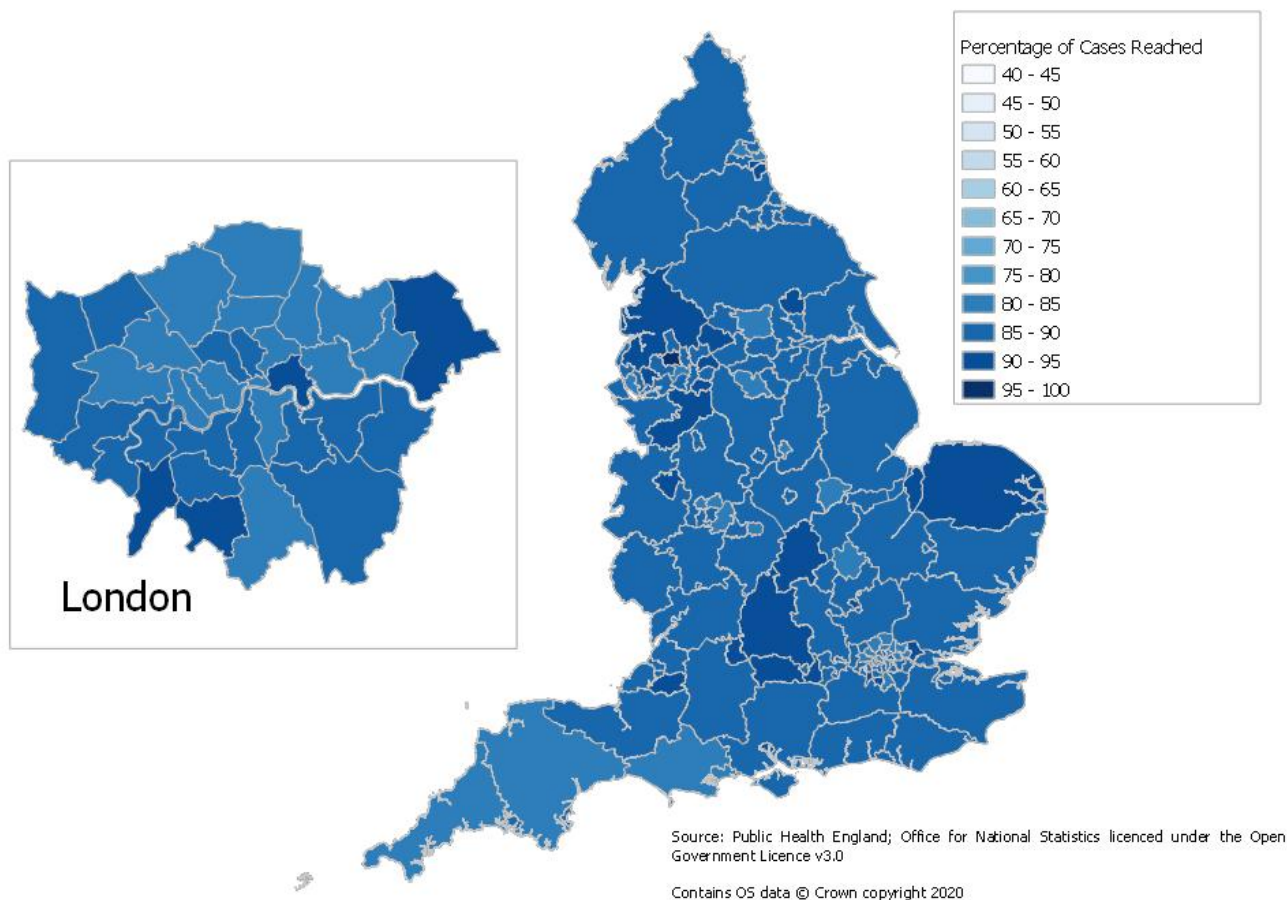 Percentage of Cases Reached
40 - 45
45 - 50
50 - 55
55 - 60
60 - 65
65 - 70
70 - 75
75 - 80
80 - 85
85 - 90
90 - 95
95 - 100
London
Source: Public Health England; Office for National Statistics licenced under the Open
Government Licence v3.0
Contains OS data © Crown copyright 2020